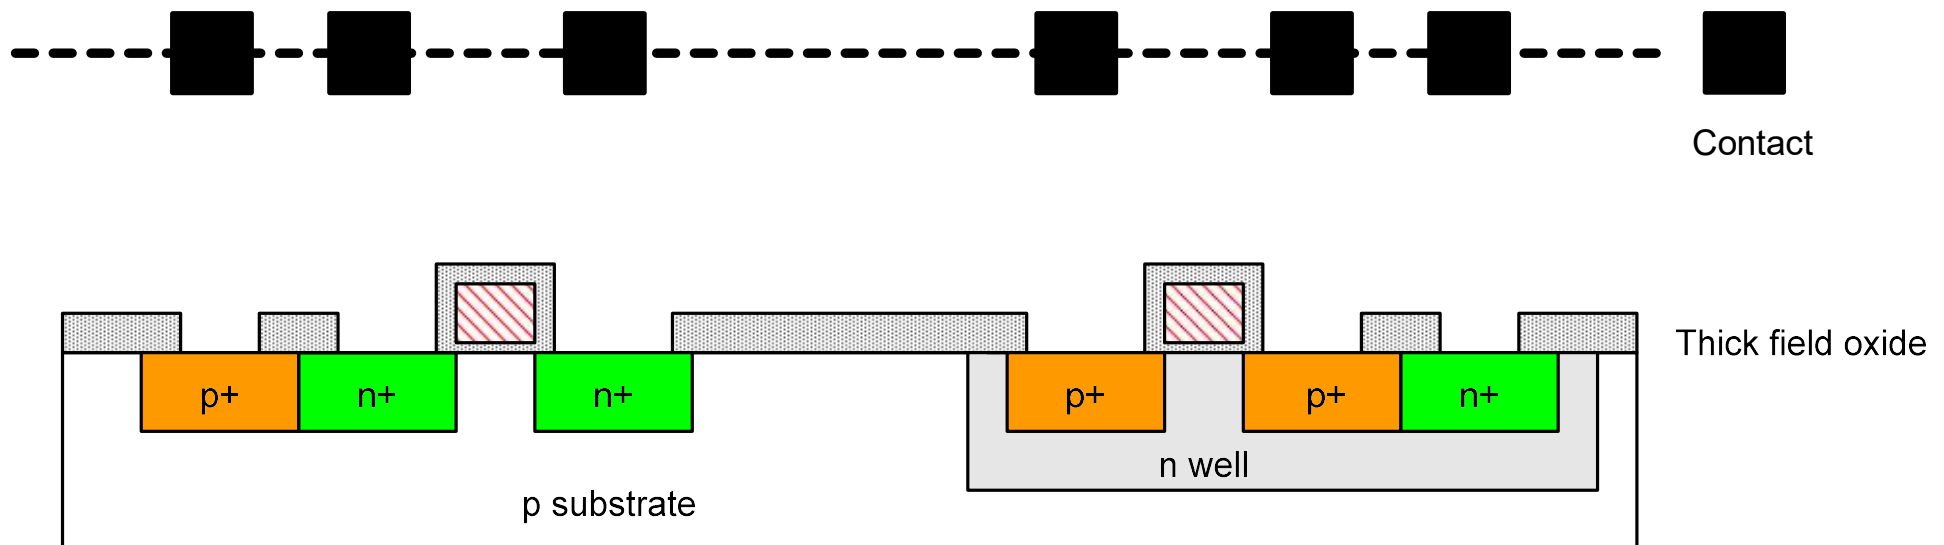 Contact
Thick field oxide
p+
n+
n+
p+
p+
n+
n well
p substrate